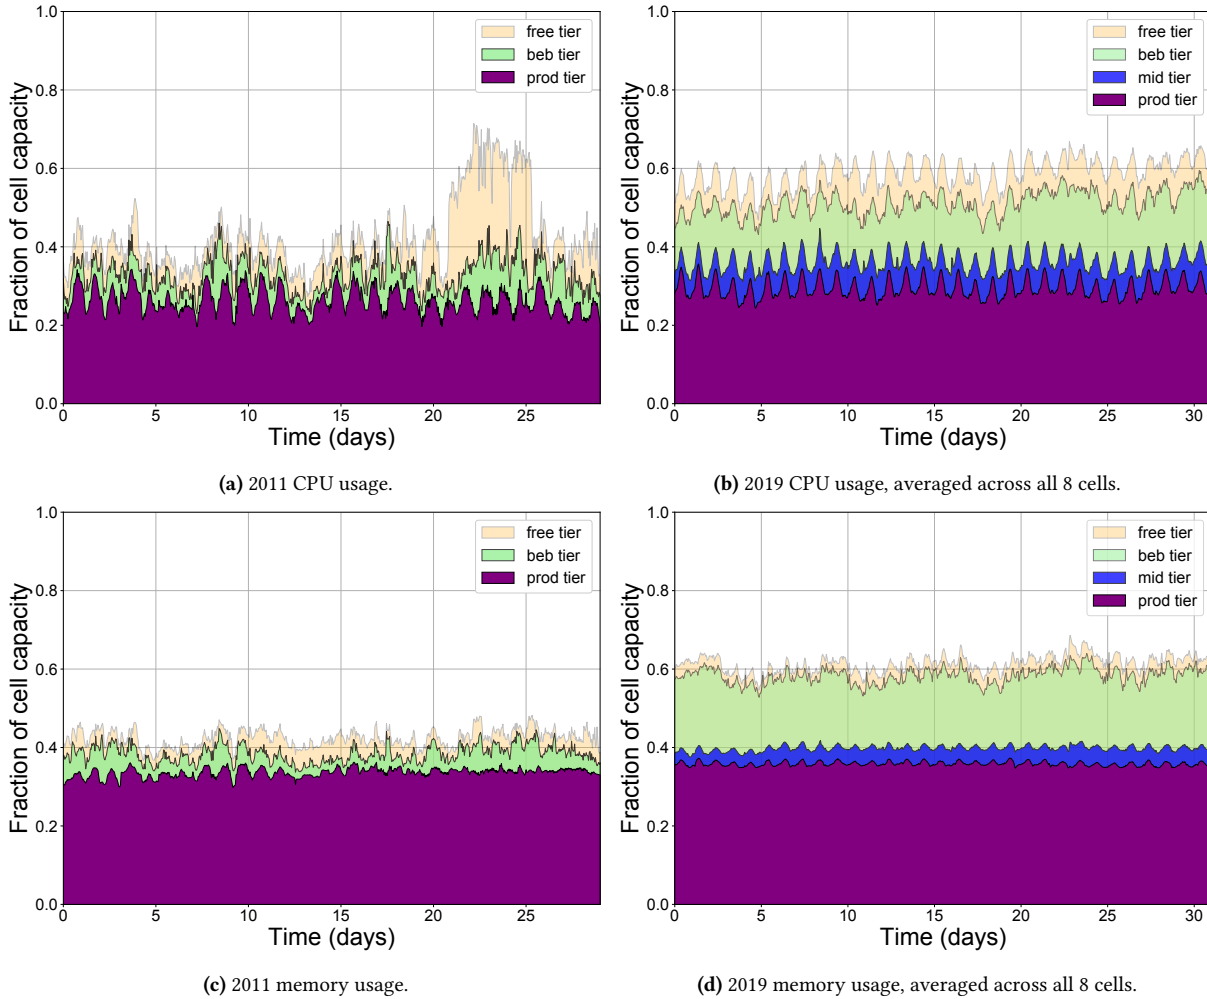 1.0
0.8
0.6
0.4
0.2
0.0
Fraction of cell capacity
free tier
beb tier
prod tier
0 5 10 15 20 25
Time (days)
(a) 2011 CPU usage.
1.0
0.8
0.6
0.4
0.2
0.0
Fraction of cell capacity
free tier
beb tier
mid tier
prod tier
0 5 10 15 20 25 30
Time (days)
(b) 2019 CPU usage, averaged across all 8 cells.
1.0
0.8
0.6
0.4
0.2
0.0
Fraction of cell capacity
free tier
beb tier
prod tier
0 5 10 15 20 25
Time (days)
(c) 2011 memory usage.
1.0
0.8
0.6
0.4
0.2
0.0
Fraction of cell capacity
free tier
beb tier
mid tier
prod tier
0 5 10 15 20 25 30
Time (days)
(d) 2019 memory usage, averaged across all 8 cells.